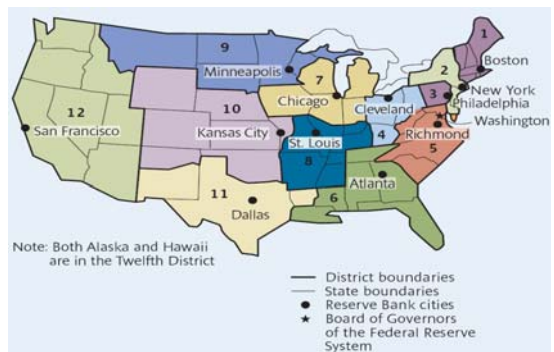 1
9
Boston
2
Minneapolis
7
New York
3
Philadelphia
12
10
Chicago
Cleveland
Washington
San Francisco
Kansas City
St. Louis
4
Richmond
5
8
Atlanta
11
6
Dallas
Note: Both Alaska and Hawaii
are in the Twelfth District
District boundaries
State boundaries
Reserve Bank cities
Board of Governors
of the Federal Reserve
System